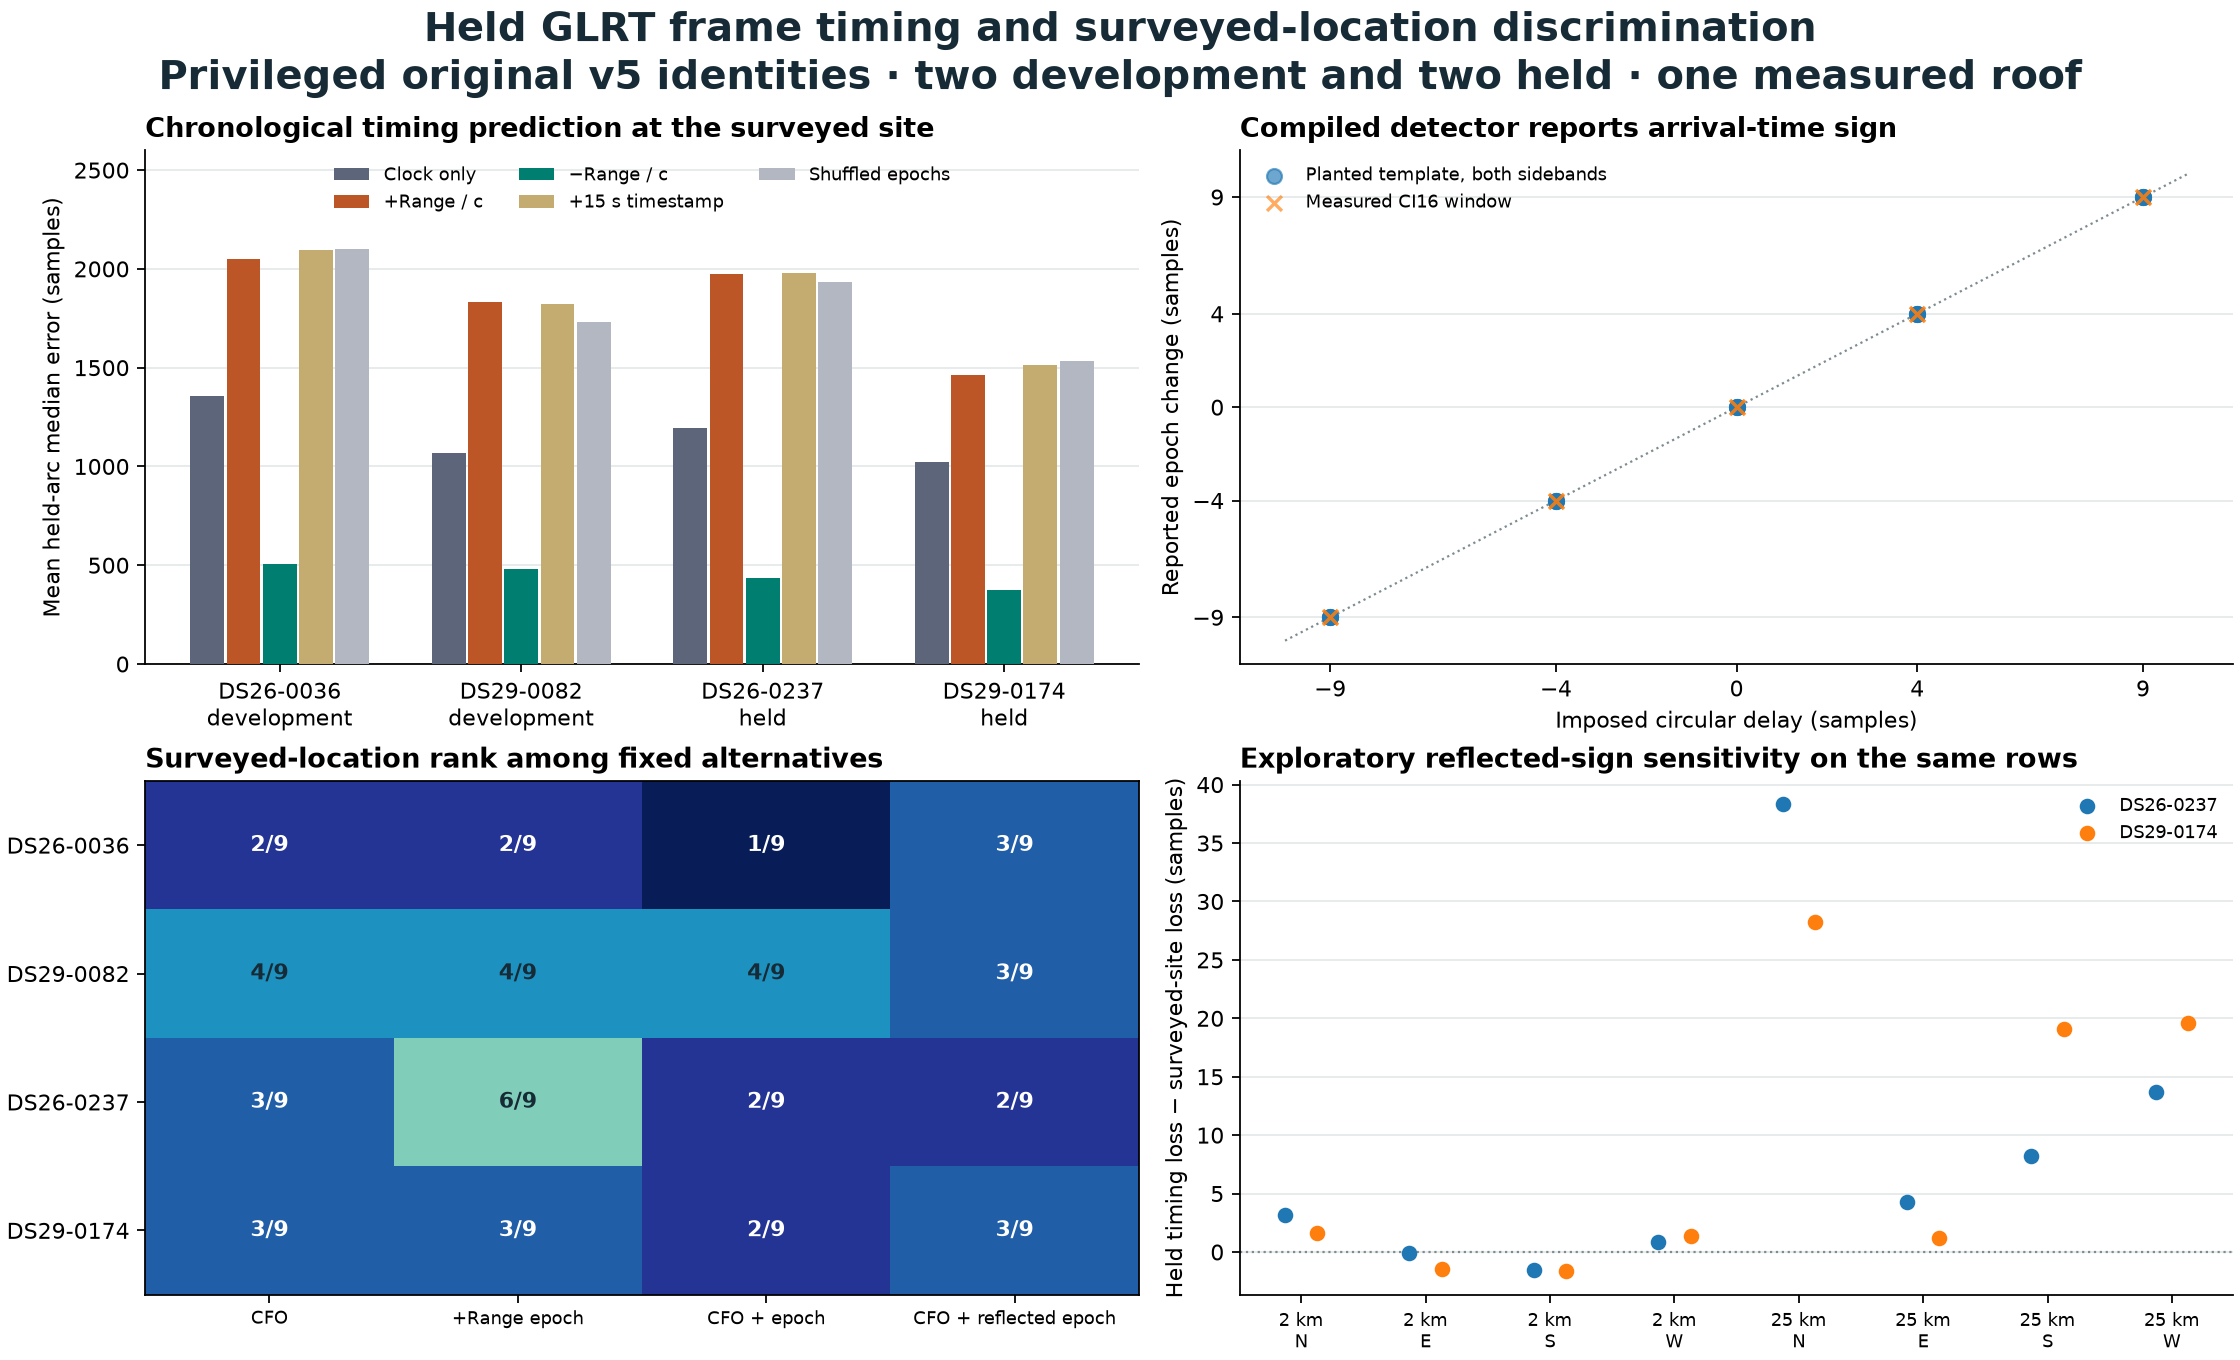 Held GLRT frame timing and surveyed-location discrimination
Privileged original v5 identities · two development and two held · one measured roof
Chronological timing prediction at the surveyed site
Mean held-arc median error (samples)
2500
2000
1500
1000
500
0
Clock only
+Range / c
−Range / c
+15 s timestamp
Shuffled epochs
DS26-0036
development
DS29-0082
development
DS26-0237
held
DS29-0174
held
Compiled detector reports arrival-time sign
Reported epoch change (samples)
9
4
0
−4
−9
Planted template, both sidebands
Measured CI16 window
−9
−4
0
4
9
Imposed circular delay (samples)
Surveyed-location rank among fixed alternatives
DS26-0036
2/9
2/9
1/9
3/9
DS29-0082
4/9
4/9
4/9
3/9
DS26-0237
3/9
6/9
2/9
2/9
DS29-0174
3/9
3/9
2/9
3/9
CFO
+Range epoch
CFO + epoch
CFO + reflected epoch
Exploratory reflected-sign sensitivity on the same rows
Held timing loss − surveyed-site loss (samples)
40
35
30
25
20
15
10
5
0
DS26-0237
DS29-0174
2 km
N
2 km
E
2 km
S
2 km
W
25 km
N
25 km
E
25 km
S
25 km
W